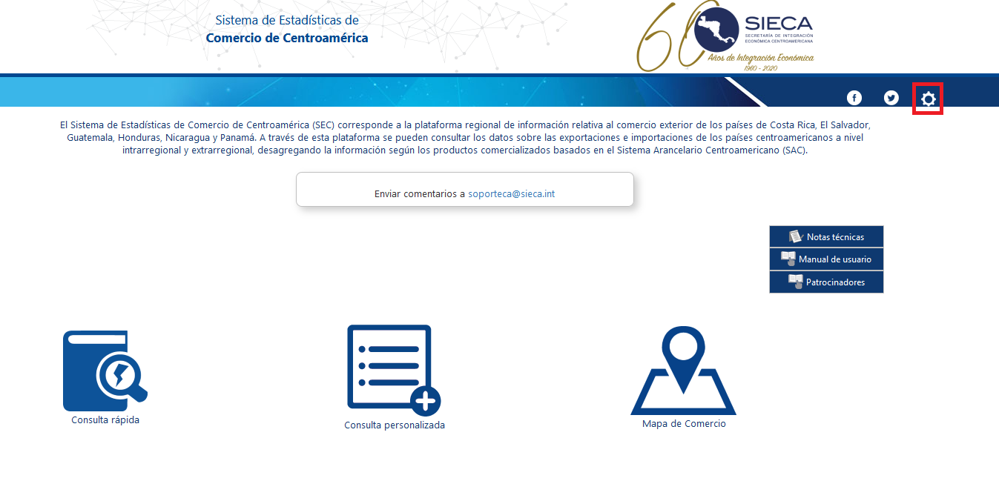 Sistema de Estadísticas de
Comercio de Centroamérica
60
SIECA
SECRETARÍA DE INTEGRACIÓN
ECONÓMICA CENTROAMERICANA
Años de Integración Económica
1960 - 2020
El Sistema de Estadísticas de Comercio de Centroamérica (SEC) corresponde a la plataforma regional de información relativa al comercio exterior de los países de Costa Rica, El Salvador,
Guatemala, Honduras, Nicaragua y Panamá. A través de esta plataforma se pueden consultar los datos sobre las exportaciones e importaciones de los países centroamericanos a nivel
intrarregional y extrarregional, desagregando la información según los productos comercializados basados en el Sistema Arancelario Centroamericano (SAC).
Enviar comentarios a soporteca@sieca.int
Notas técnicas
Manual de usuario
Patrocinadores
Consulta rápida
Consulta personalizada
Mapa de Comercio